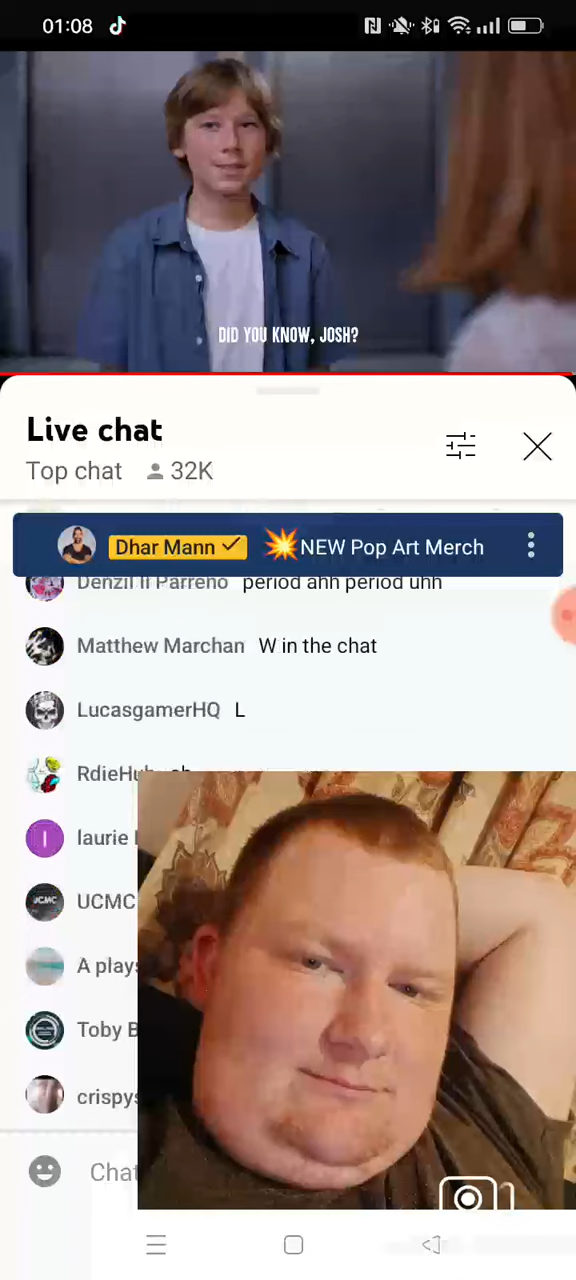 01:08
DID YOU KNOW, JOSH?
Live chat
Top chat 32K
Dhar Mann NEW Pop Art Merch
Denzil II Parreno period ahh period uhh
Matthew Marchan W in the chat
LucasgamerHQ L
RdieHub
laurie
UCMC
A plays
Toby B
crispys
Chat